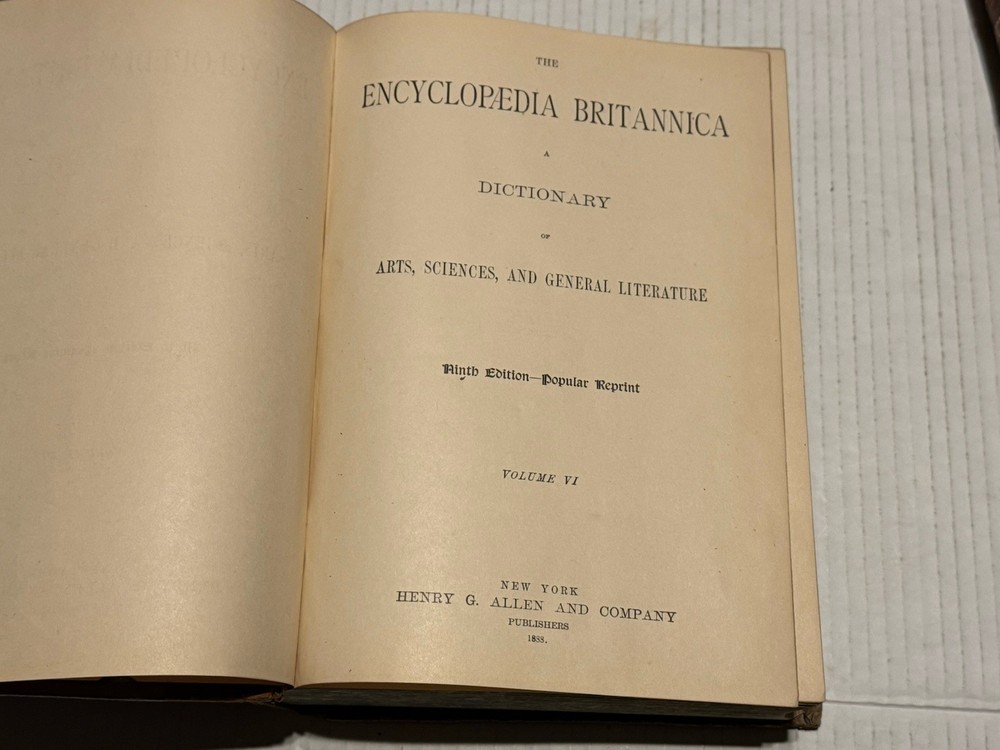 THE
ENCYCLOPÆDIA BRITANNICA
A
DICTIONARY
OF
ARTS, SCIENCES, AND GENERAL LITERATURE
Ninth Edition—Popular Reprint
VOLUME VI
NEW YORK
HENRY G. ALLEN AND COMPANY
PUBLISHERS
1888.